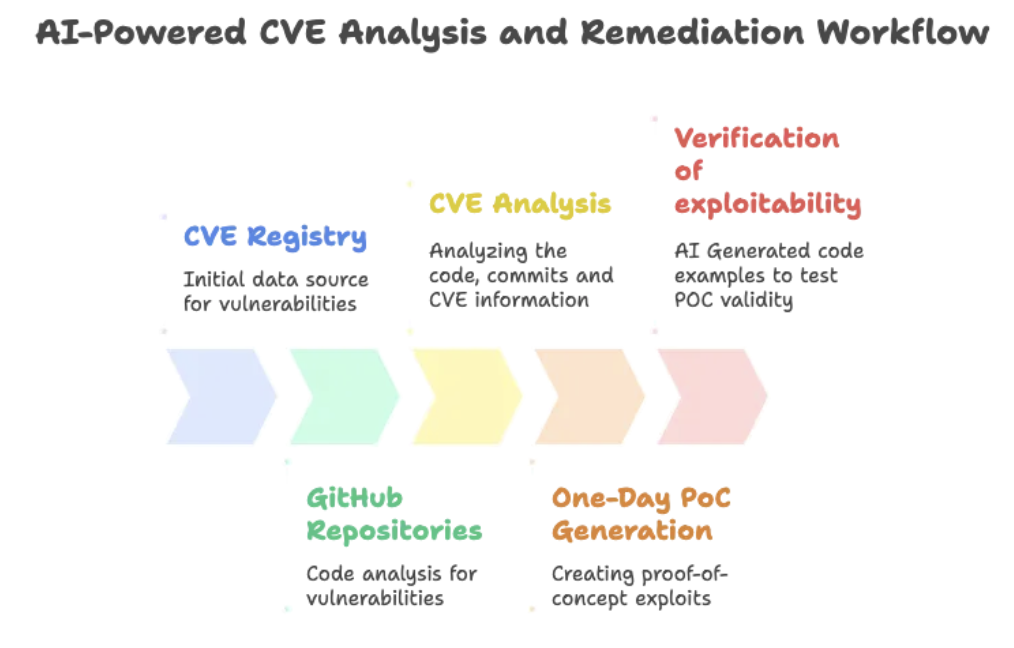 AI-Powered CVE Analysis and Remediation Workflow
CVE Registry
Initial data source
for vulnerabilities
GitHub
Repositories
Code analysis for
vulnerabilities
CVE Analysis
Analyzing the
code, commits and
CVE information
One-Day PoC
Generation
Creating proof-of-
concept exploits
Verification
of
exploitability
AI Generated code
examples to test
POC validity